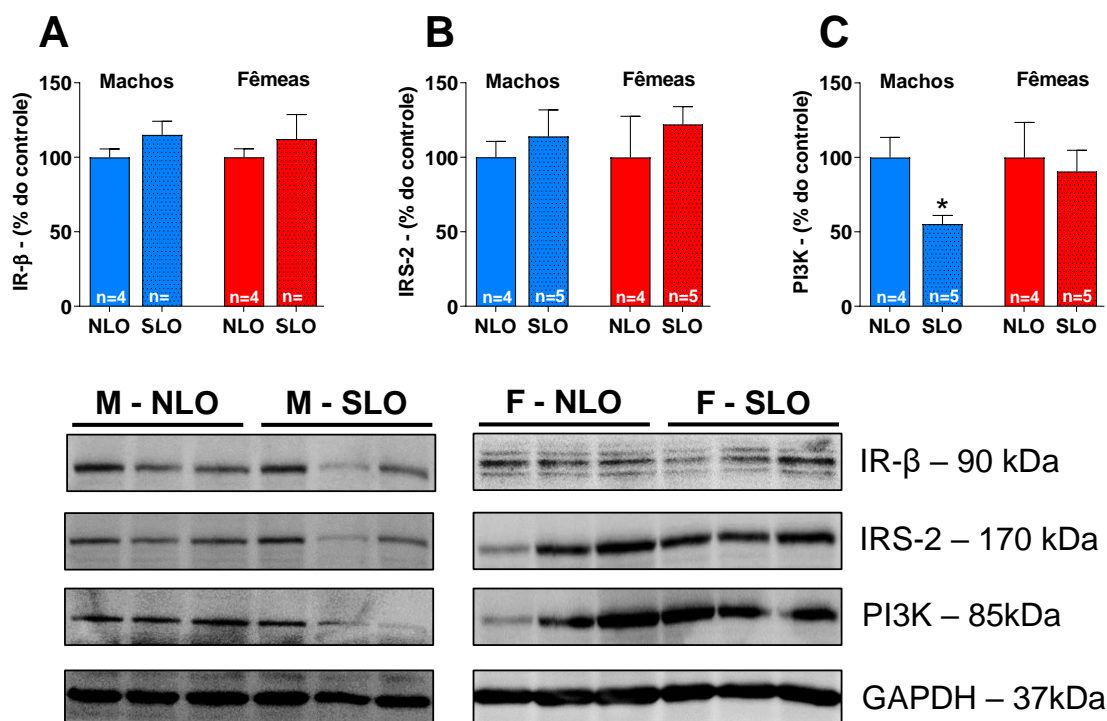 A
Machos Fêmeas
IR-β - (% do controle)
150
100
50
0
n=4 n= n=4 n=
NLO SLO NLO SLO
B
Machos Fêmeas
IRS-2 - (% do controle)
150
100
50
0
n=4 n=5 n=4 n=5
NLO SLO NLO SLO
C
Machos Fêmeas
PI3K - (% do controle)
150
100
50
0
*
n=4 n=5 n=4 n=5
NLO SLO NLO SLO
M - NLO M - SLO F - NLO F - SLO
IR-β – 90 kDa
IRS-2 – 170 kDa
PI3K – 85kDa
GAPDH – 37kDa